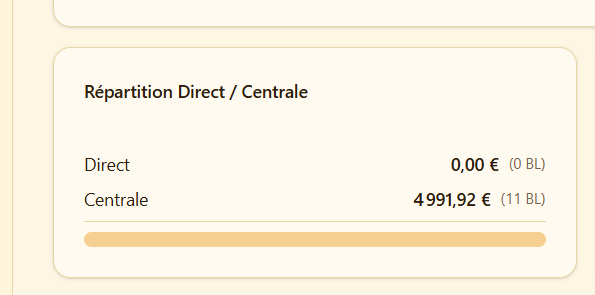 Répartition Direct / Centrale
Direct 0,00 € (0 BL)
Centrale 4 991,92 € (11 BL)